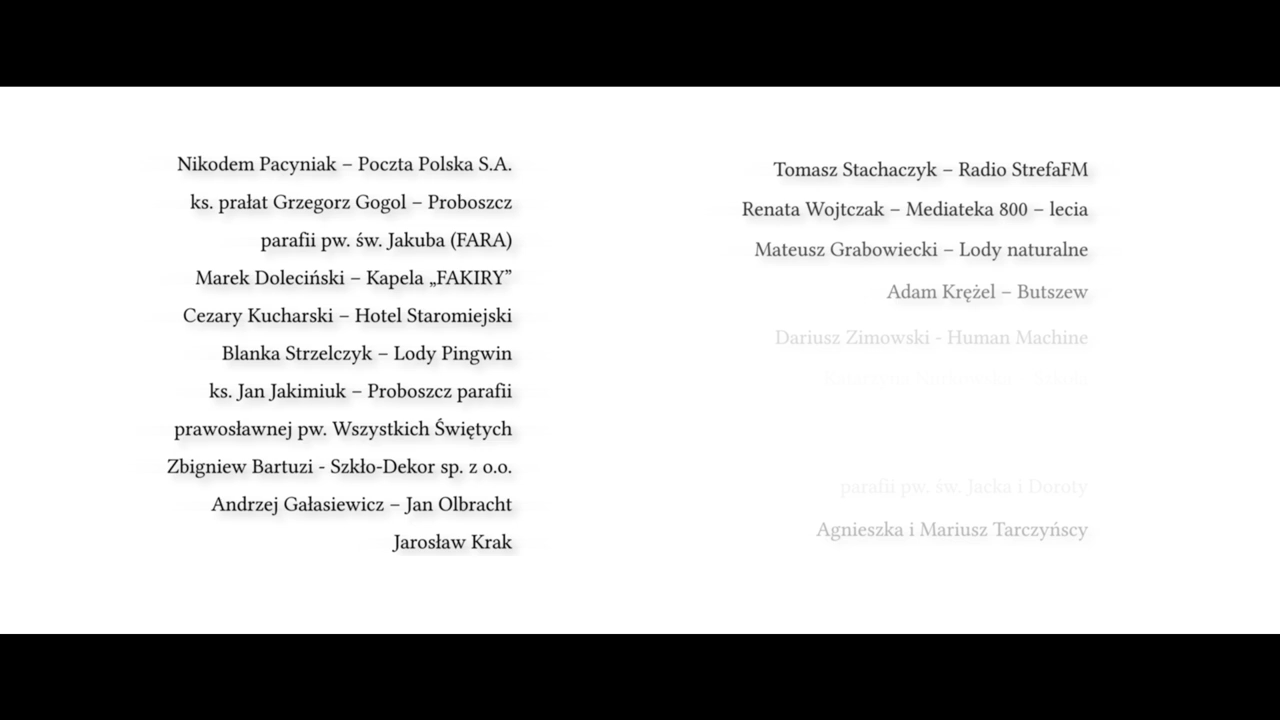 Nikodem Pacyniak – Poczta Polska S.A.
ks. prałat Grzegorz Gogol – Proboszcz
parafii pw. św. Jakuba (FARA)
Marek Doleciński – Kapela „FAKIRY”
Cezary Kucharski – Hotel Staromiejski
Blanka Strzelczyk – Lody Pingwin
ks. Jan Jakimiuk – Proboszcz parafii
prawosławnej pw. Wszystkich Świętych
Zbigniew Bartuzi - Szkło-Dekor sp. z o.o.
Andrzej Gałasiewicz – Jan Olbracht
Jarosław Krak
Tomasz Stachaczyk – Radio StrefaFM
Renata Wojtczak – Mediateka 800 – lecia
Mateusz Grabowiecki – Lody naturalne
Adam Krężel – Butszew
Dariusz Zimowski - Human Machine
parafii pw. św. Jacka i Doroty
Agnieszka i Mariusz Tarczyńscy